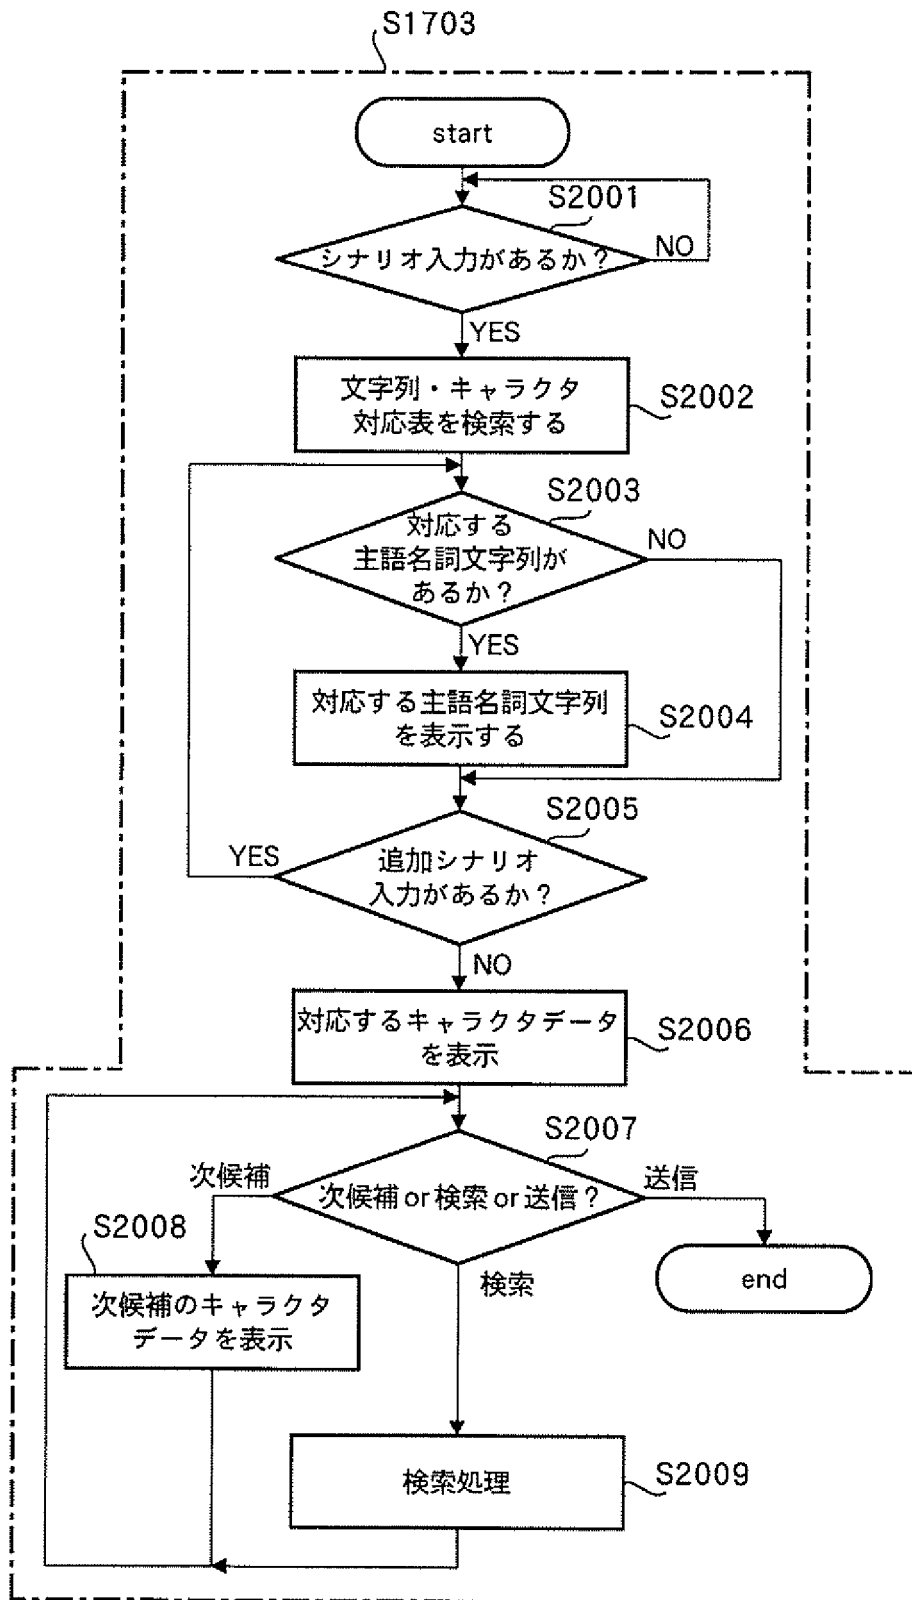 S1703
start
S2001
シナリオ入力があるか？
NO
YES
文字列・キャラクタ
対応表を検索する
S2002
S2003
対応する
主語名詞文字列が
あるか？
NO
YES
対応する主語名詞文字列
を表示する
S2004
S2005
YES
追加シナリオ
入力があるか？
NO
対応するキャラクタデータ
を表示
S2006
S2007
次候補
次候補or検索or送信？
送信
S2008
end
検索
次候補のキャラクタ
データを表示
検索処理
S2009